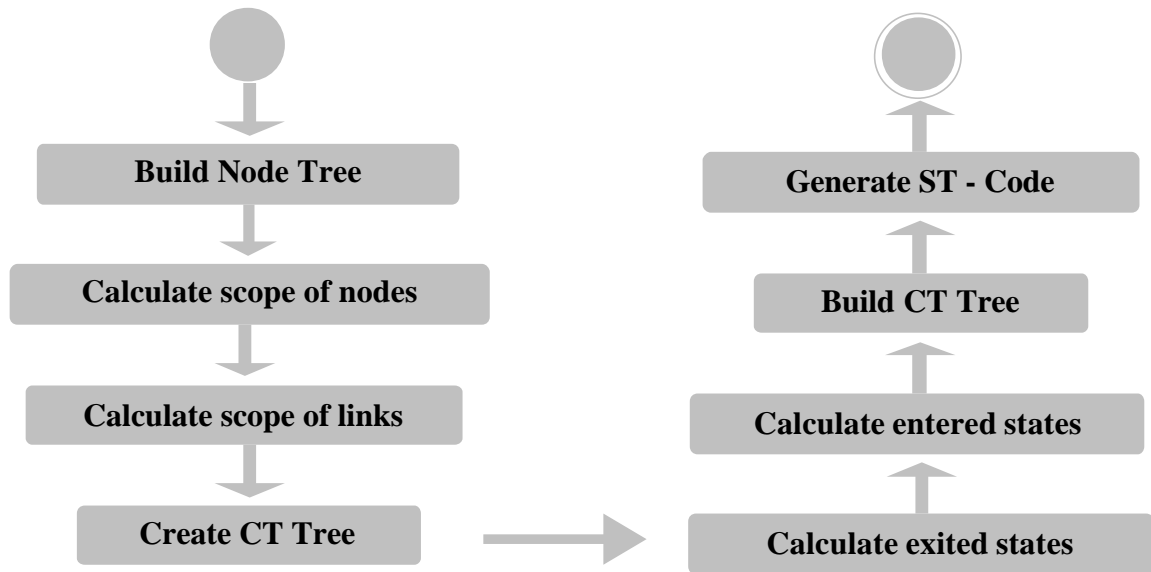 Build Node Tree
Calculate scope of nodes
Calculate scope of links
Create CT Tree
Calculate exited states
Calculate entered states
Build CT Tree
Generate ST - Code